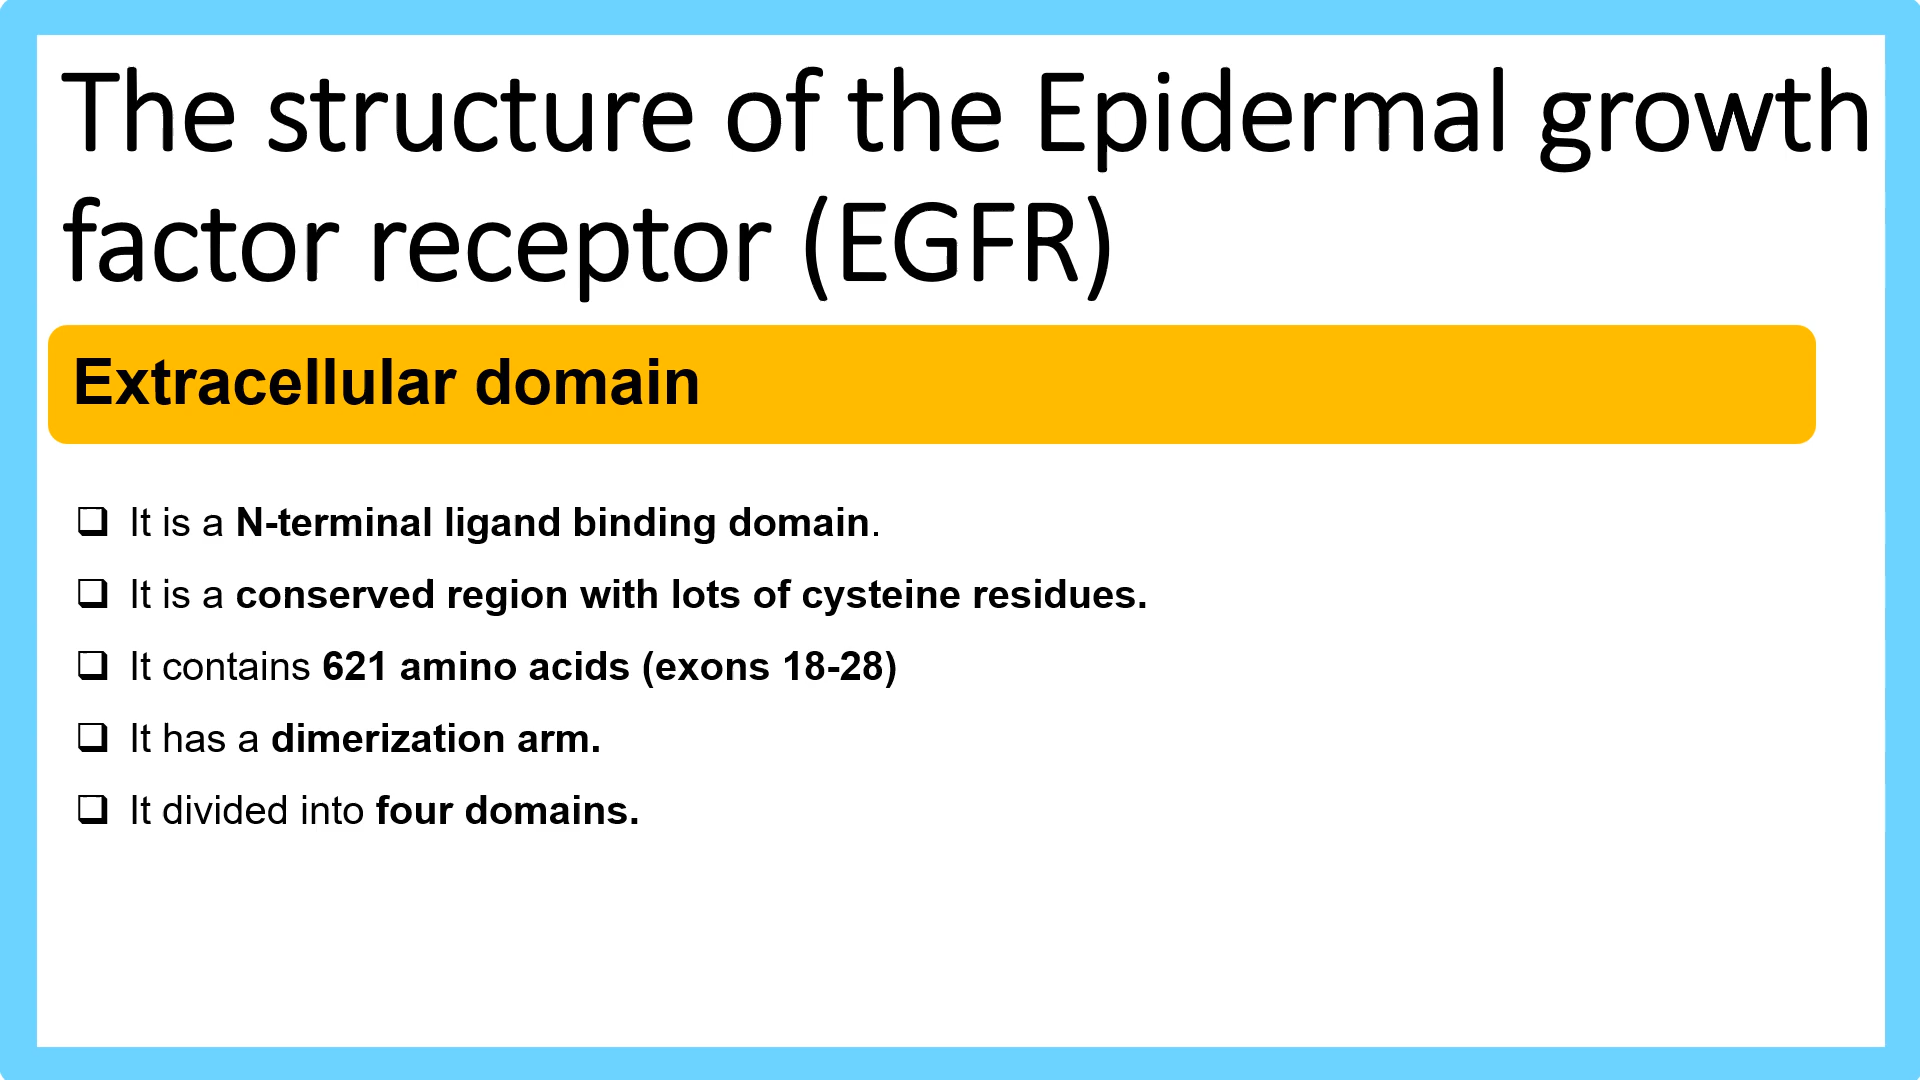 The structure of the Epidermal growth
factor receptor (EGFR)
Extracellular domain
❑ It is a N-terminal ligand binding domain.
❑ It is a conserved region with lots of cysteine residues.
❑ It contains 621 amino acids (exons 18-28)
❑ It has a dimerization arm.
❑ It divided into four domains.